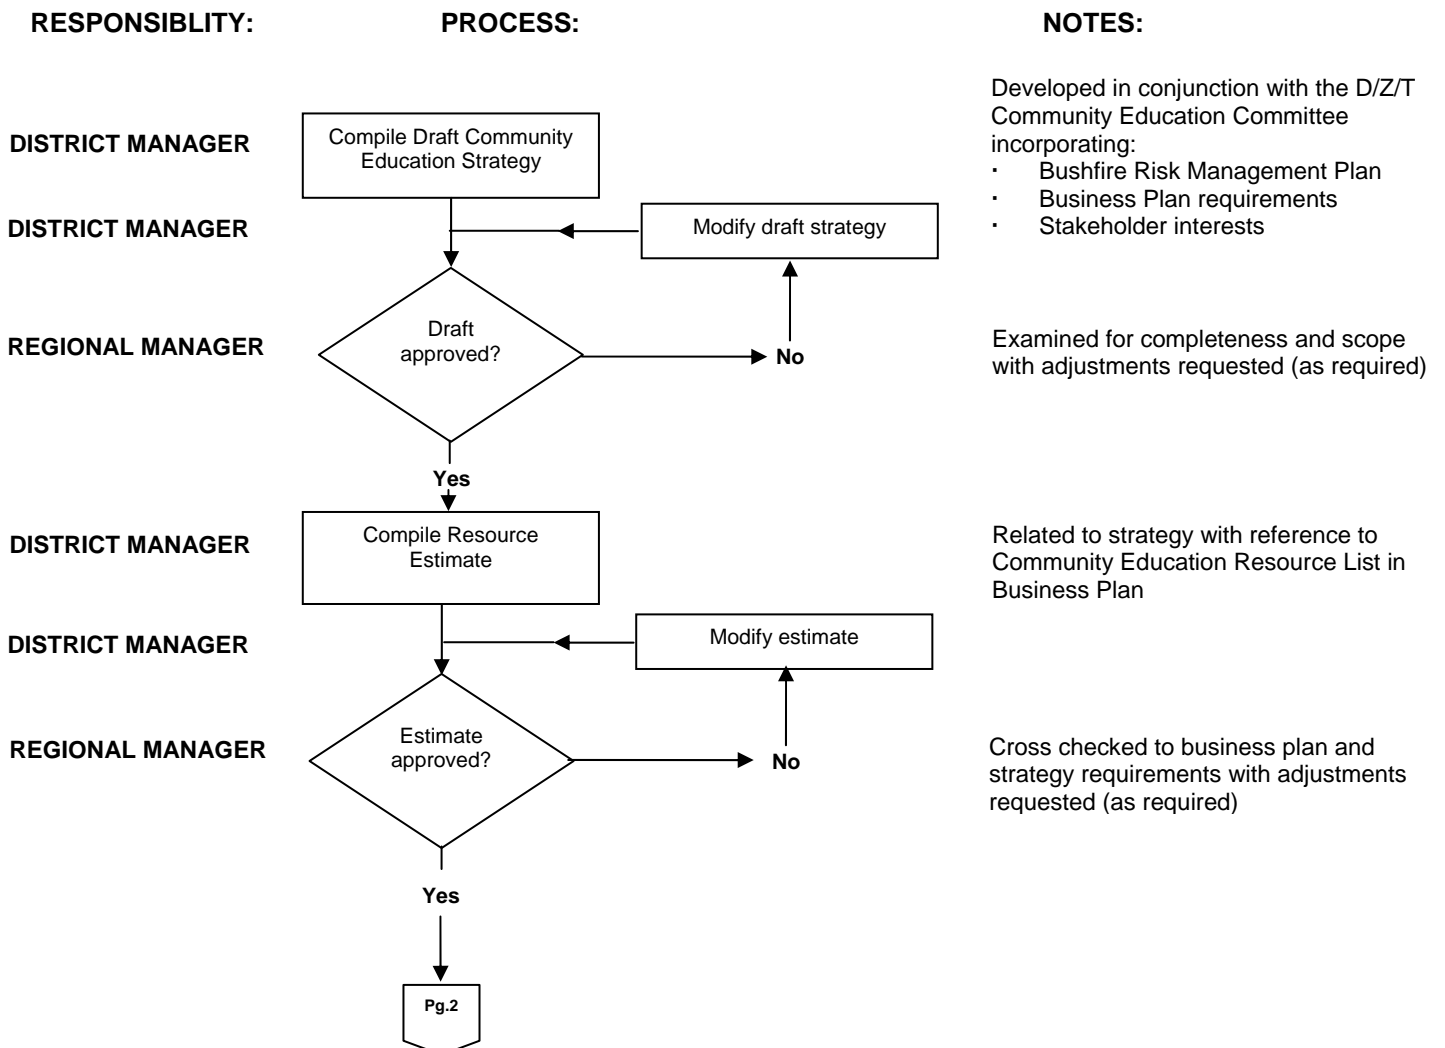 RESPONSIBLITY: PROCESS: NOTES:
Developed in conjunction with the D/Z/T
Community Education Committee
incorporating:
· Bushfire Risk Management Plan
· Business Plan requirements
· Stakeholder interests
DISTRICT MANAGER
Compile Draft Community
Education Strategy
DISTRICT MANAGER
Modify draft strategy
REGIONAL MANAGER
Draft
approved?
No
Examined for completeness and scope
with adjustments requested (as required)
Yes
DISTRICT MANAGER
Compile Resource
Estimate
Related to strategy with reference to
Community Education Resource List in
Business Plan
DISTRICT MANAGER
Modify estimate
REGIONAL MANAGER
Estimate
approved?
No
Cross checked to business plan and
strategy requirements with adjustments
requested (as required)
Yes
Pg.2